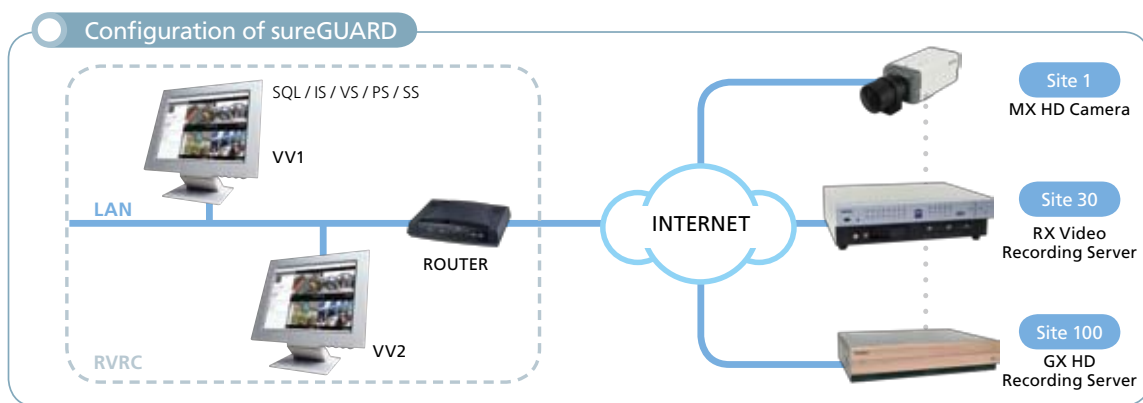 Configuration of sureGUARD
SQL / IS / VS / PS / SS
VV1
LAN
ROUTER
VV2
RVRC
INTERNET
Site 1
MX HD Camera
Site 30
RX Video
Recording Server
Site 100
GX HD
Recording Server